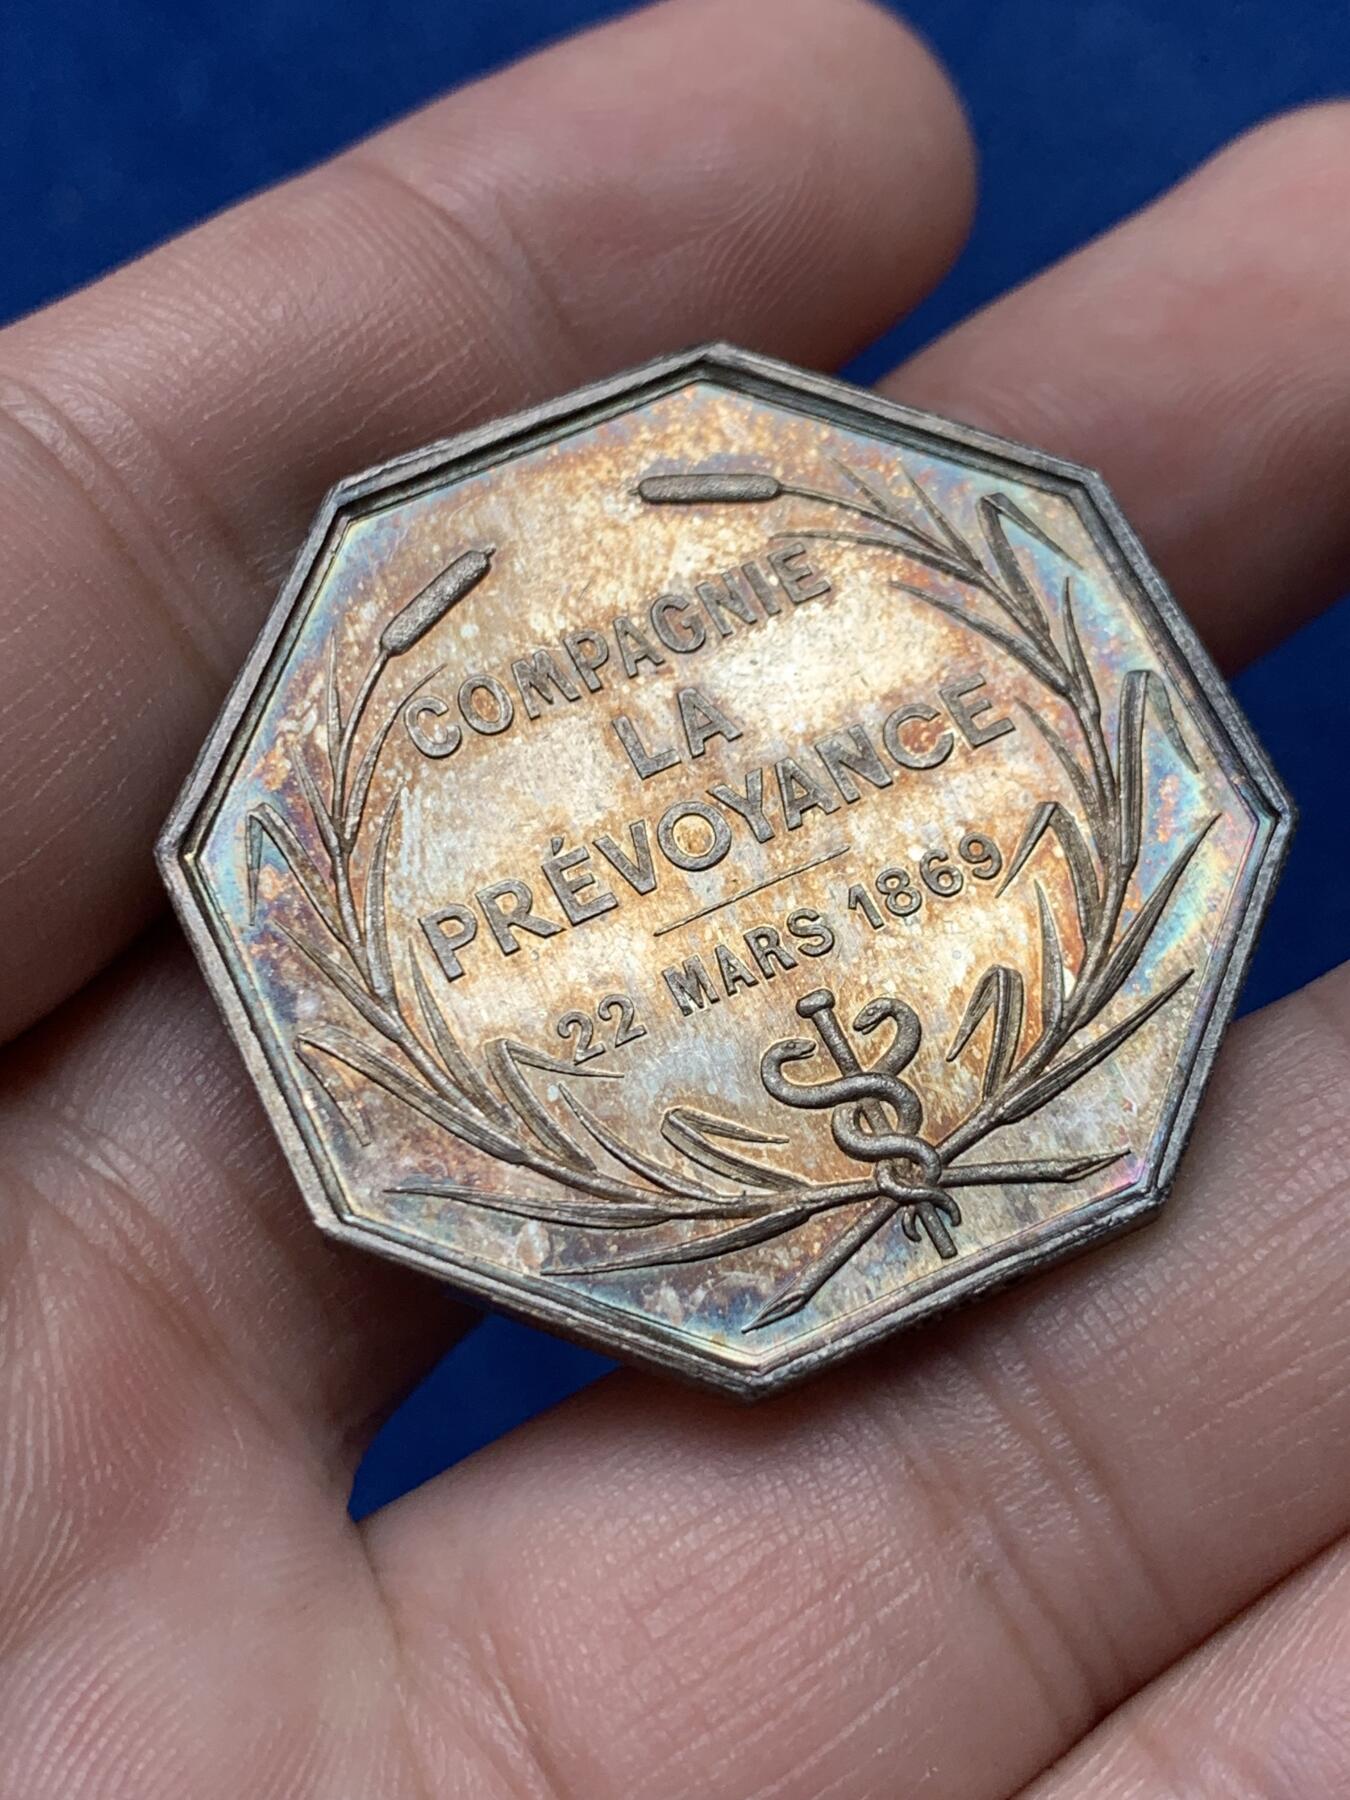 COMPAGNIE
LA
PRÉVOYANCE
22 MARS 1869